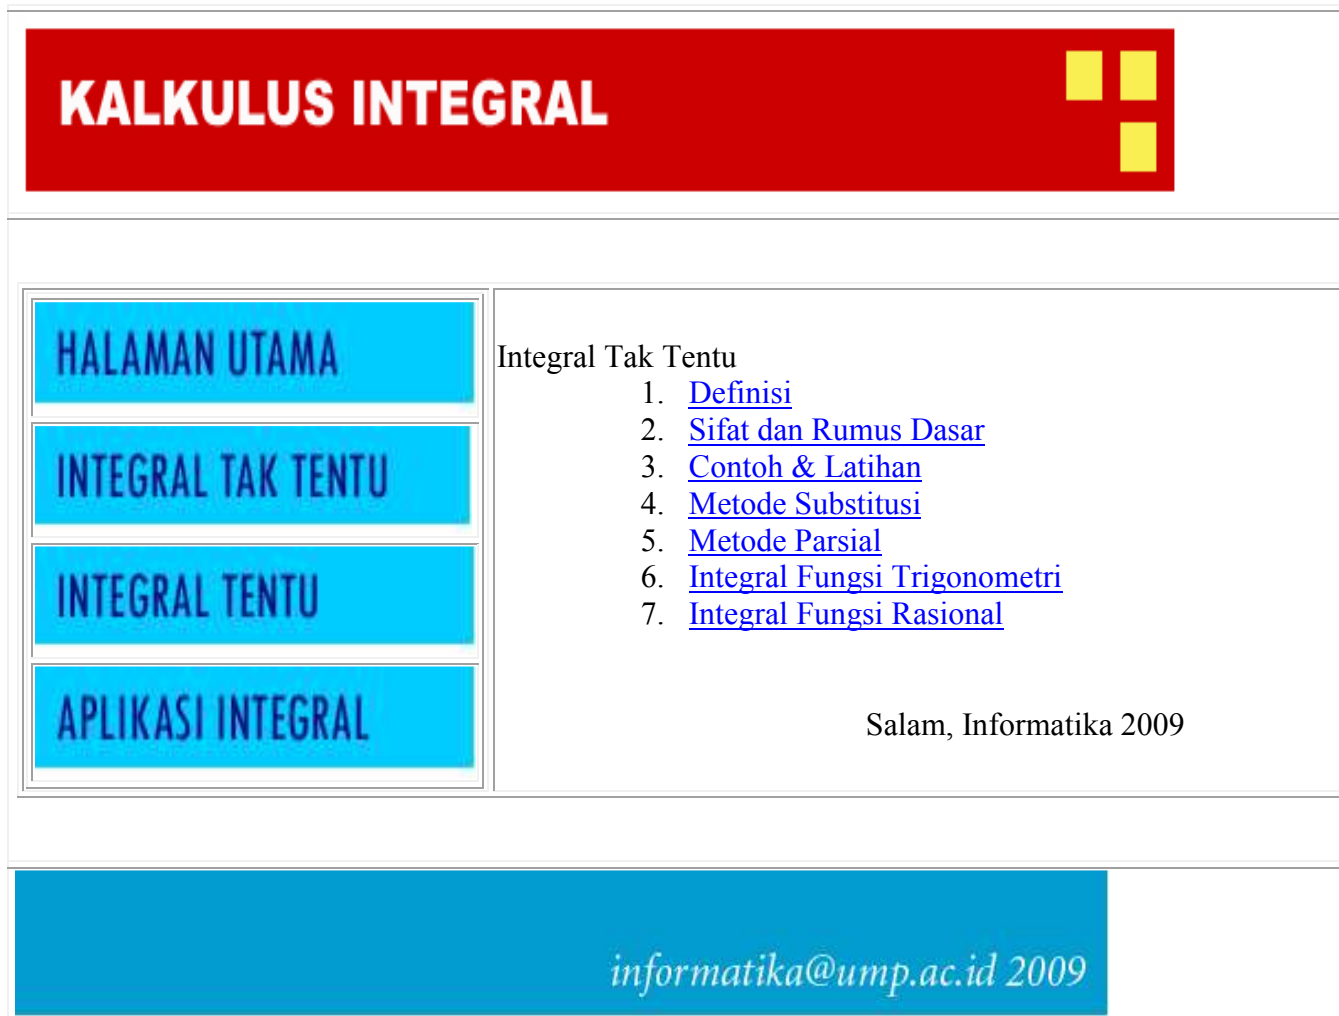 KALKULUS INTEGRAL
HALAMAN UTAMA
INTEGRAL TAK TENTU
INTEGRAL TENTU
APLIKASI INTEGRAL
Integral Tak Tentu
1. Definisi
2. Sifat dan Rumus Dasar
3. Contoh & Latihan
4. Metode Substitusi
5. Metode Parsial
6. Integral Fungsi Trigonometri
7. Integral Fungsi Rasional
Salam, Informatika 2009
informatika@ump.ac.id 2009